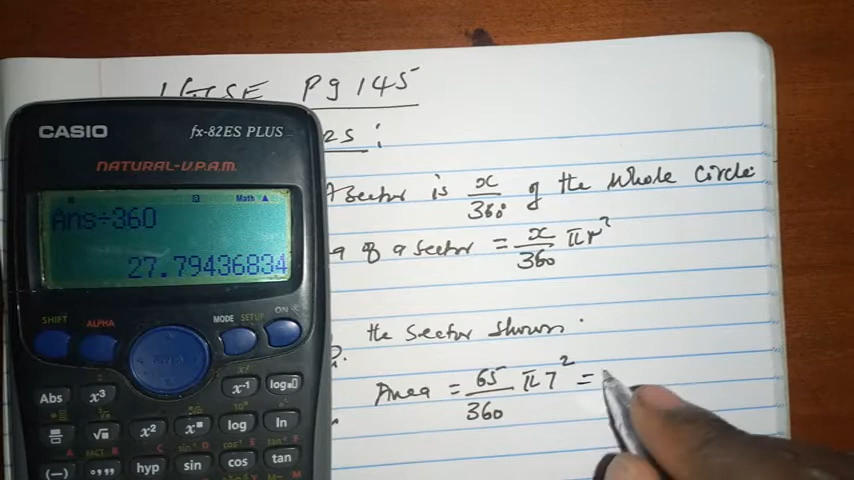 IGCSE Pg 145
CASIO fx-82ES PLUS
es:
NATURAL-V.P.A.M.
Math
Ans÷360
27.79436834
A sector is x/360° of the whole circle
a of a sector = x/360 πr²
SHIFT ALPHA MODE SETUP ON
the sector shown.
Area = 65/360 π7² =
Abs x³ x⁻¹ log
√ x² log ln
(−) hyp sin cos tan